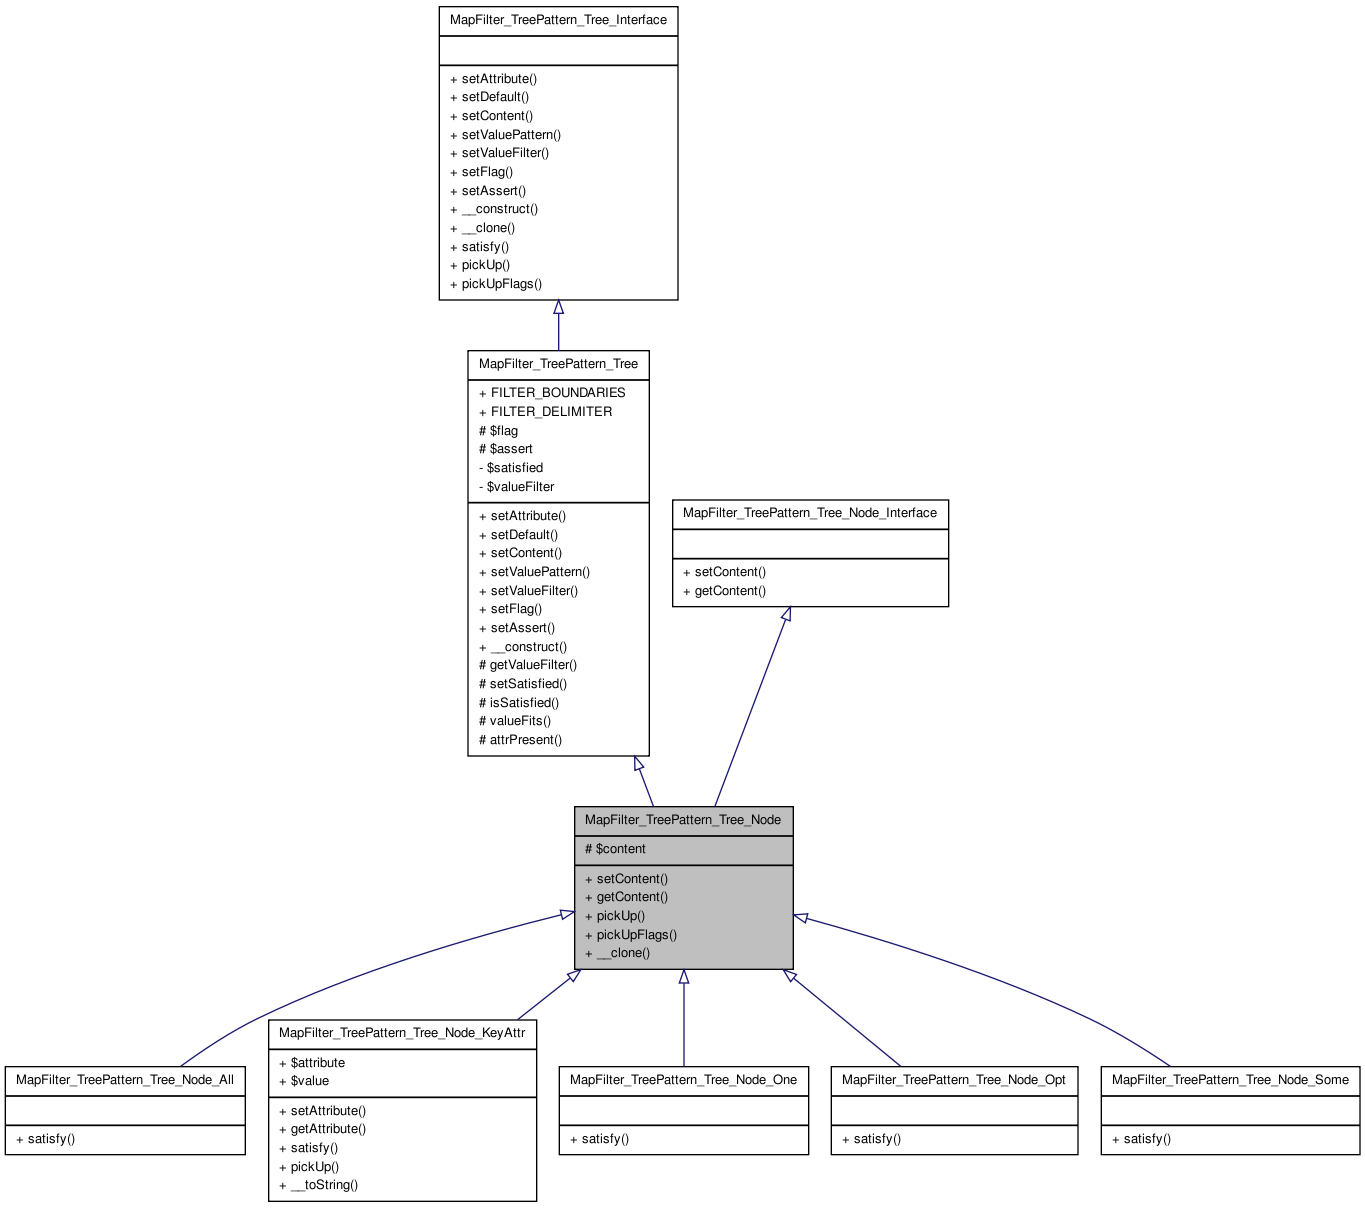 MapFilter_TreePattern_Tree_Interface
+ setAttribute()
+ setDefault()
+ setContent()
+ setValuePattern()
+ setValueFilter()
+ setFlag()
+ setAssert()
+ __construct()
+ __clone()
+ satisfy()
+ pickUp()
+ pickUpFlags()
MapFilter_TreePattern_Tree
+ FILTER_BOUNDARIES
+ FILTER_DELIMITER
# $flag
# $assert
- $satisfied
- $valueFilter
+ setAttribute()
+ setDefault()
+ setContent()
+ setValuePattern()
+ setValueFilter()
+ setFlag()
+ setAssert()
+ __construct()
# getValueFilter()
# setSatisfied()
# isSatisfied()
# valueFits()
# attrPresent()
MapFilter_TreePattern_Tree_Node_Interface
+ setContent()
+ getContent()
MapFilter_TreePattern_Tree_Node
# $content
+ setContent()
+ getContent()
+ pickUp()
+ pickUpFlags()
+ __clone()
MapFilter_TreePattern_Tree_Node_All
+ satisfy()
MapFilter_TreePattern_Tree_Node_KeyAttr
+ $attribute
+ $value
+ setAttribute()
+ getAttribute()
+ satisfy()
+ pickUp()
+ __toString()
MapFilter_TreePattern_Tree_Node_One
+ satisfy()
MapFilter_TreePattern_Tree_Node_Opt
+ satisfy()
MapFilter_TreePattern_Tree_Node_Some
+ satisfy()